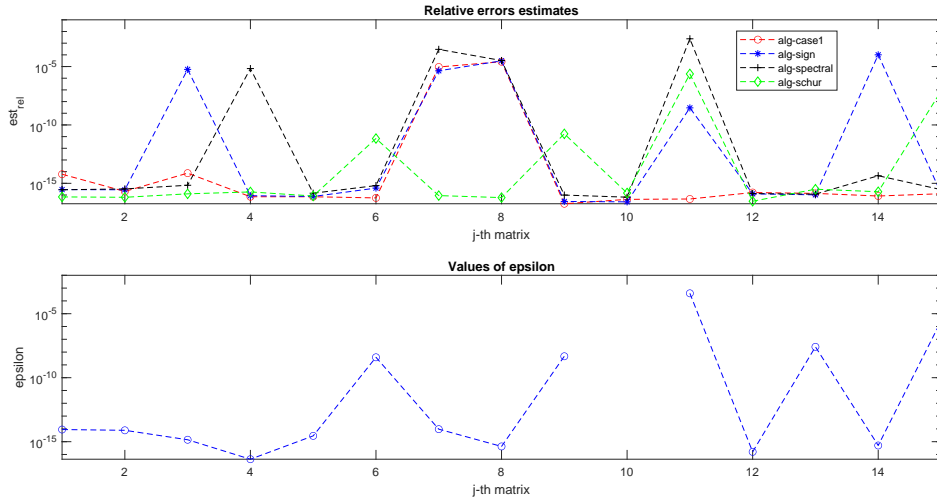 Relative errors estimates
alg-case1
alg-sign
alg-spectral
alg-schur
10^-5
10^-10
10^-15
est_rel
2 4 6 8 10 12 14
j-th matrix
Values of epsilon
10^-5
10^-10
10^-15
epsilon
2 4 6 8 10 12 14
j-th matrix